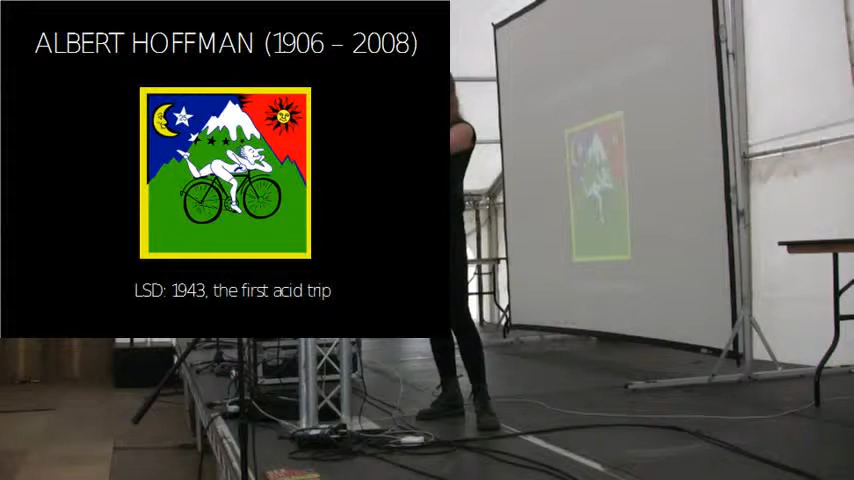 ALBERT HOFFMAN (1906 – 2008)
LSD: 1943, the first acid trip